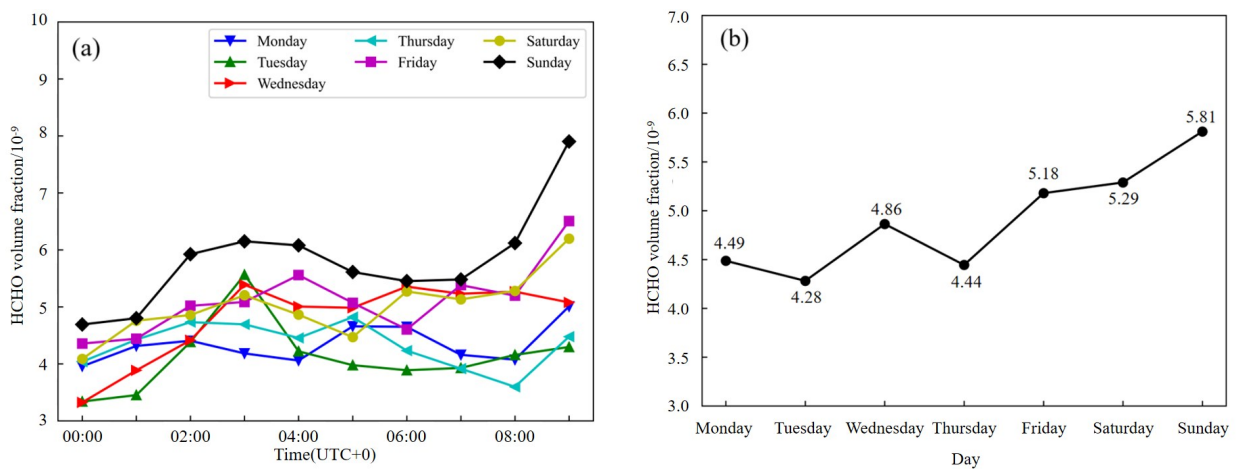 (a)
Monday
Thursday
Saturday
Tuesday
Friday
Sunday
Wednesday
HCHO volume fraction/10⁻⁹
10
9
8
7
6
5
4
3
00:00
02:00
04:00
06:00
08:00
Time(UTC+0)
(b)
HCHO volume fraction/10⁻⁹
7.0
6.5
6.0
5.5
5.0
4.5
4.0
3.5
3.0
4.49
4.28
4.86
4.44
5.18
5.29
5.81
Monday
Tuesday
Wednesday
Thursday
Friday
Saturday
Sunday
Day